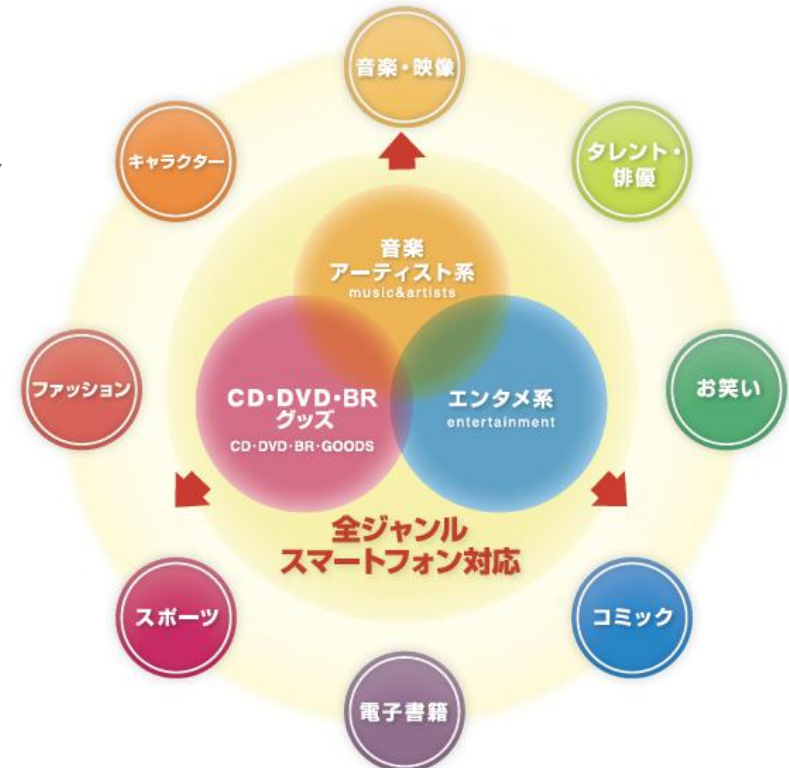 音楽・映像
キャラクター
タレント・
俳優
音楽
アーティスト系
music&artists
ファッション
CD・DVD・BR
グッズ
CD・DVD・BR・GOODS
エンタメ系
entertainment
お笑い
全ジャンル
スマートフォン対応
スポーツ
コミック
電子書籍